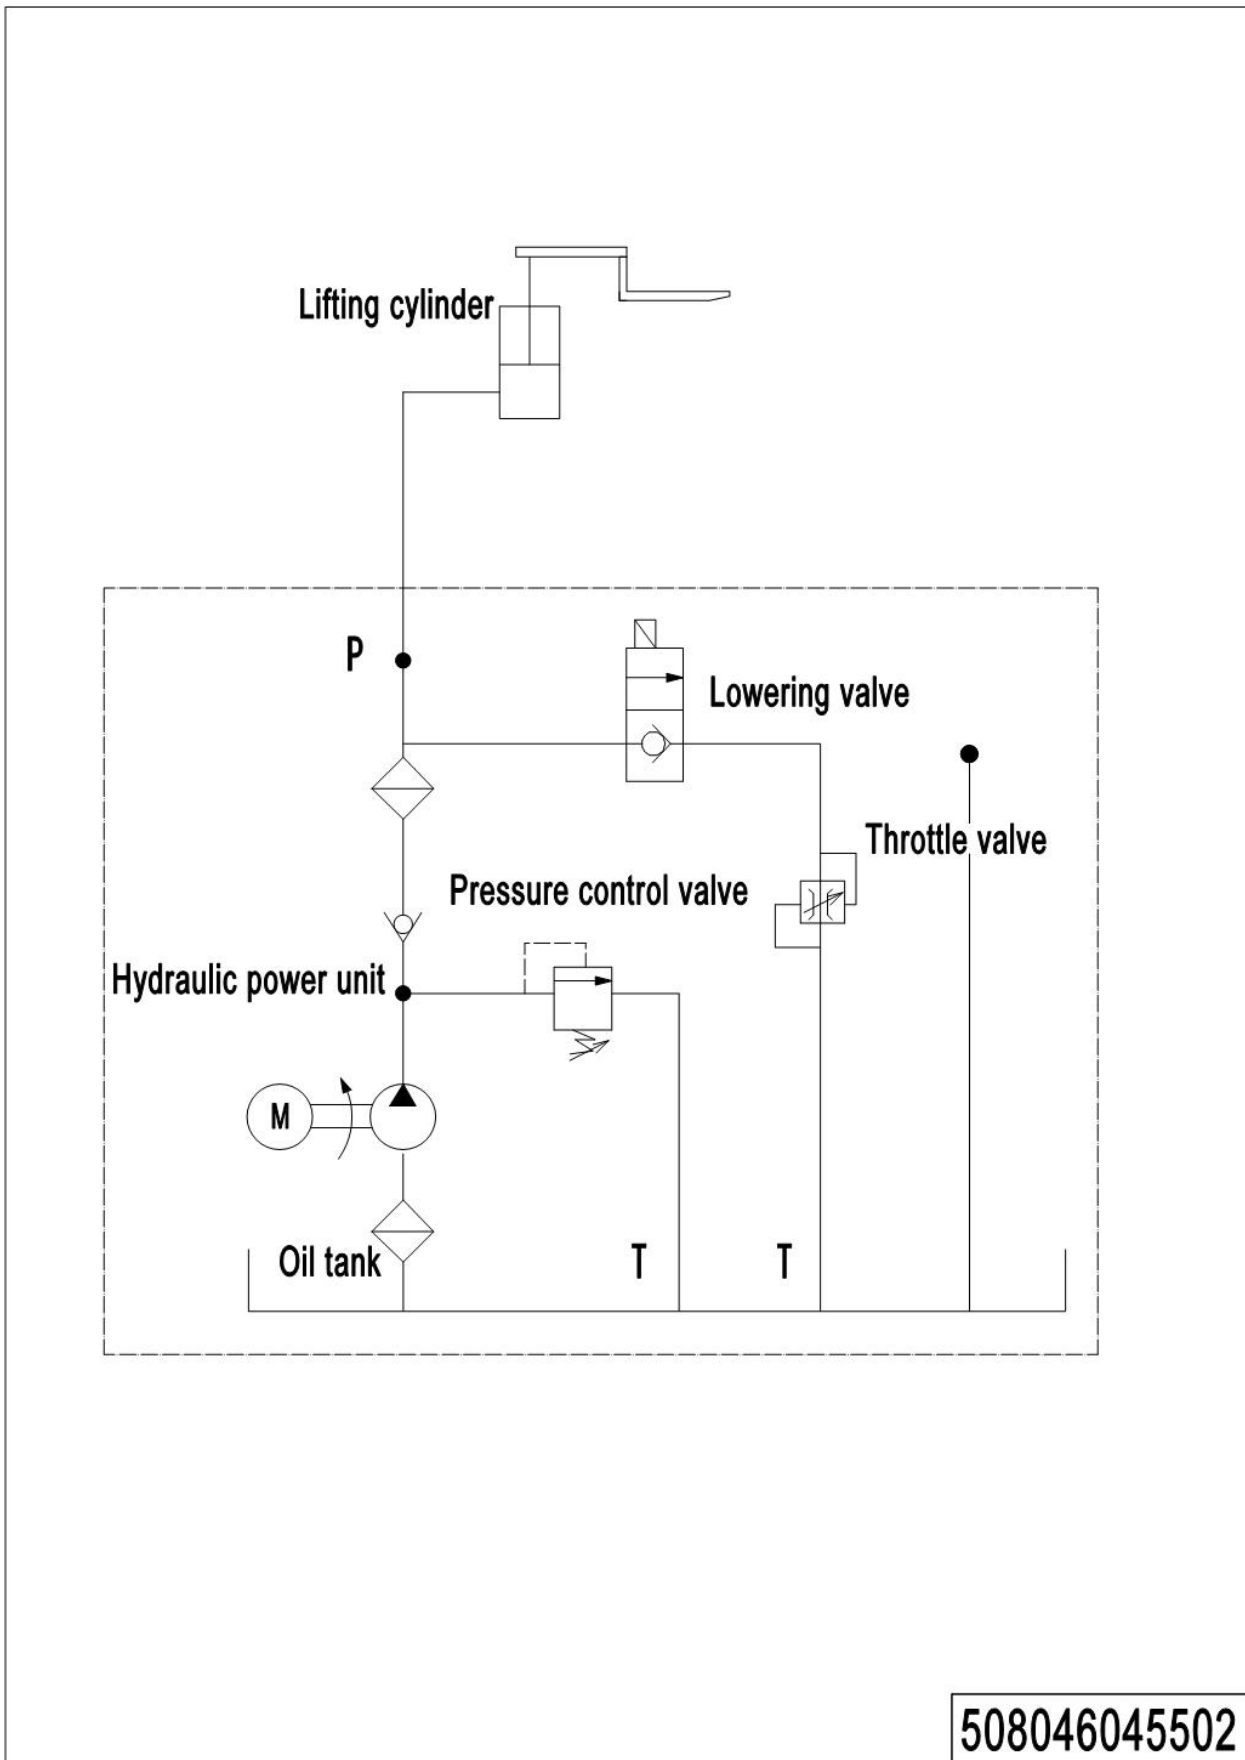 Lifting cylinder
P
Lowering valve
Throttle valve
Pressure control valve
Hydraulic power unit
M
Oil tank
T
T
508046045502